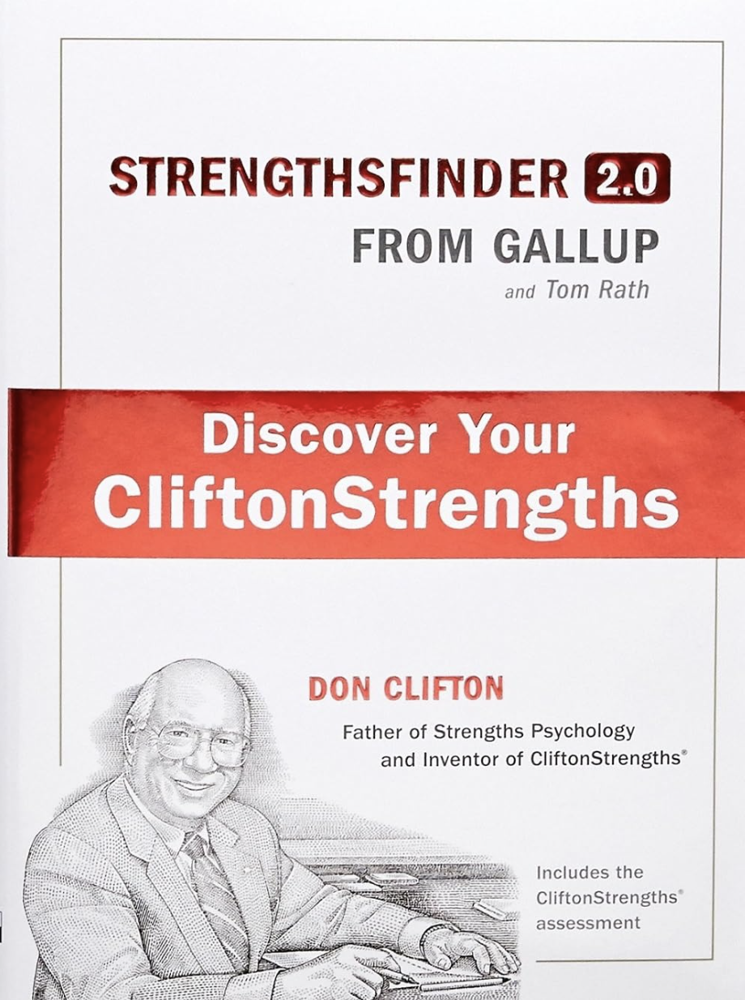 STRENGTHSFINDER 2.0
FROM GALLUP
and Tom Rath
Discover Your
CliftonStrengths
DON CLIFTON
Father of Strengths Psychology
and Inventor of CliftonStrengths®
Includes the
CliftonStrengths®
assessment